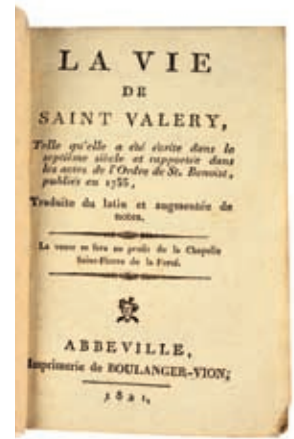 LA VIE
DE
SAINT VALERY,
Telle qu'elle a été écrite dans le
septième siècle et rapportée dans
les actes de l'Ordre de St. Benoist,
publiés en 1735,
Traduite du latin et augmentée de
notes.
La vente se fera au profit de la Chapelle
Saint-Pierre de la Ferté.
ABBEVILLE,
Imprimerie de BOULANGER-VION;
1821,